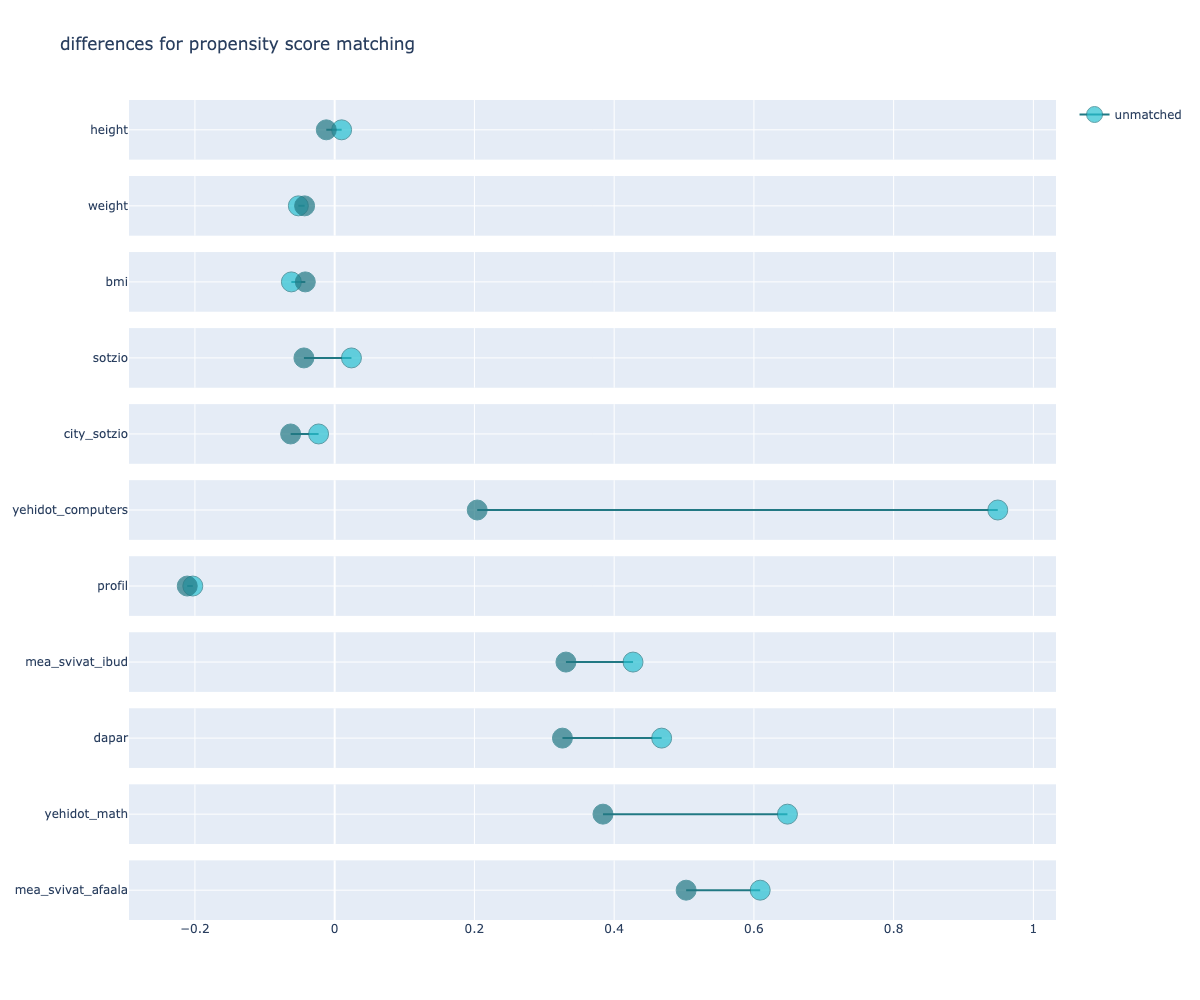 differences for propensity score matching
height
unmatched
weight
bmi
sotzio
city_sotzio
yehidot_computers
profil
mea_svivat_ibud
dapar
yehidot_math
mea_svivat_afaala
−0.2 0 0.2 0.4 0.6 0.8 1